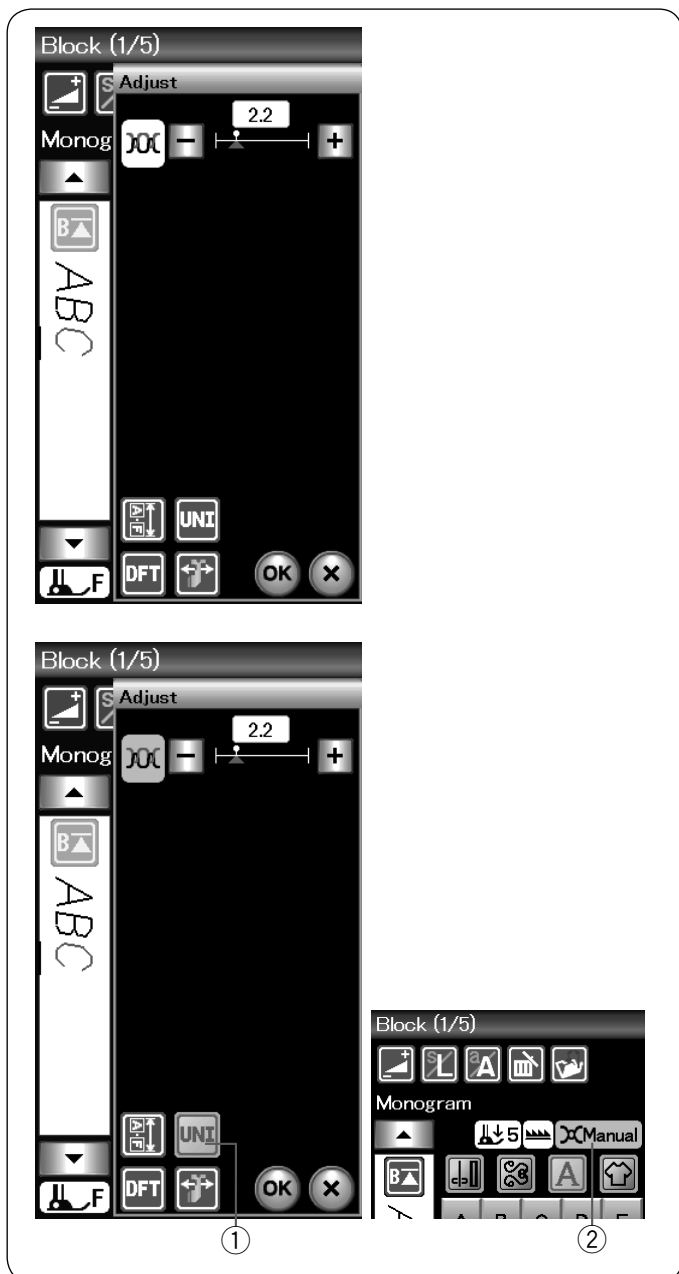 Block (1/5)
S Adjust
2.2
Monog
B
ABC
UNI
A-F
F DFT OK
Block (1/5)
S Adjust
2.2
Monog
B
ABC
A-F
UNI
F DFT OK
1
Block (1/5)
S L a A
Monogram
5 Manual
B A
2